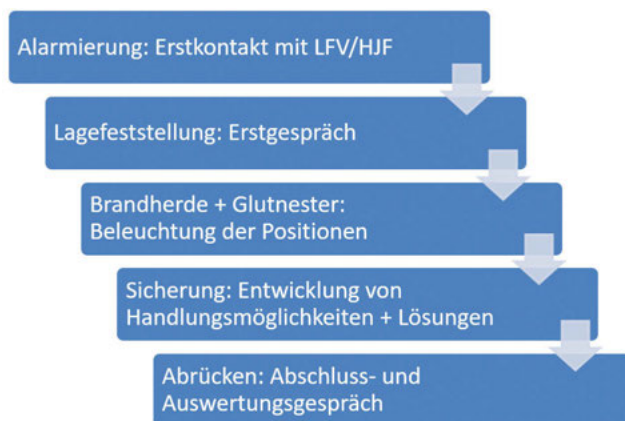 Alarmierung: Erstkontakt mit LFV/HJF
Lagefeststellung: Erstgespräch
Brandherde + Glutnester:
Beleuchtung der Positionen
Sicherung: Entwicklung von
Handlungsmöglichkeiten + Lösungen
Abrücken: Abschluss- und
Auswertungsgespräch